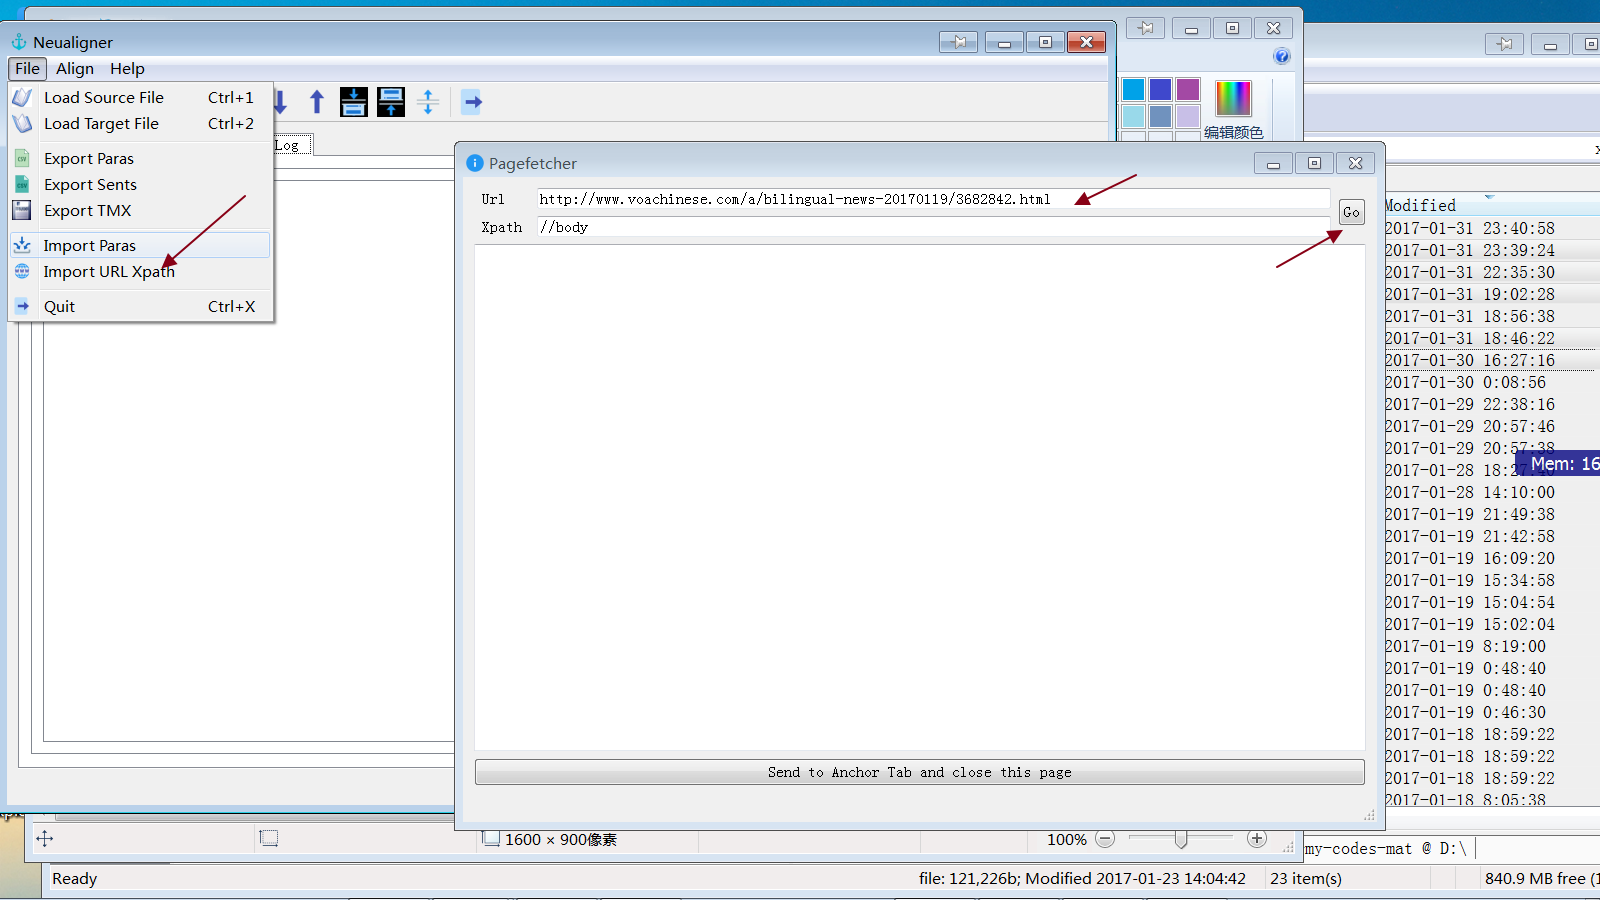 Neualigner
File Align Help
Load Source File Ctrl+1
Load Target File Ctrl+2
Export Paras
Export Sents
Export TMX
Import Paras
Import URL Xpath
Quit Ctrl+X
Log
编辑颜色
Pagefetcher
Url http://www.voachinese.com/a/bilingual-news-20170119/3682842.html
Xpath //body
Go
Send to Anchor Tab and close this page
Modified
2017-01-31 23:40:58
2017-01-31 23:39:24
2017-01-31 22:35:30
2017-01-31 19:02:28
2017-01-31 18:56:38
2017-01-31 18:46:22
2017-01-30 16:27:16
2017-01-30 0:08:56
2017-01-29 22:38:16
2017-01-29 20:57:46
2017-01-29 20:57:38
Mem: 16
2017-01-28
2017-01-28 14:10:00
2017-01-19 21:49:38
2017-01-19 21:42:58
2017-01-19 16:09:20
2017-01-19 15:34:58
2017-01-19 15:04:54
2017-01-19 15:02:04
2017-01-19 8:19:00
2017-01-19 0:48:40
2017-01-19 0:48:40
2017-01-19 0:46:30
2017-01-18 18:59:22
2017-01-18 18:59:22
2017-01-18 18:59:22
2017-01-18 8:05:38
1600 × 900像素
100%
my-codes-mat @ D:\
Ready
file: 121,226b; Modified 2017-01-23 14:04:42
23 item(s)
840.9 MB free (1